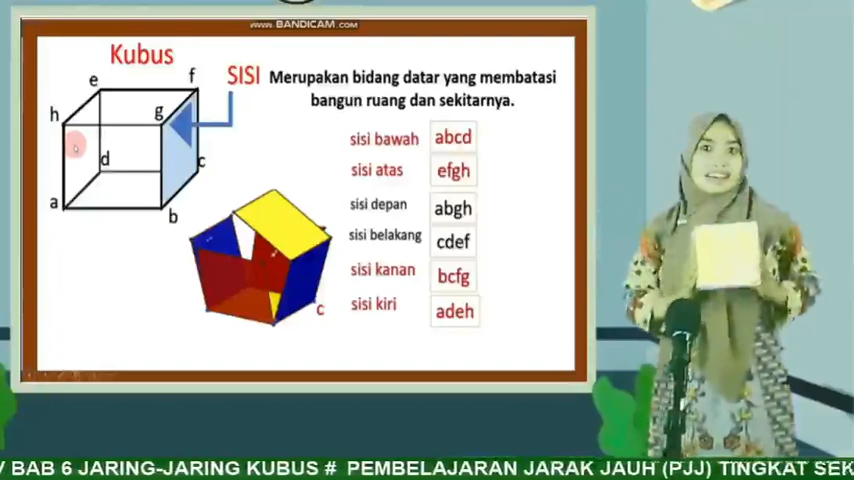 www.BANDICAM.com
Kubus
SISI Merupakan bidang datar yang membatasi
bangun ruang dan sekitarnya.
e
f
h
g
d
c
a
b
c
sisi bawah abcd
sisi atas efgh
sisi depan abgh
sisi belakang cdef
sisi kanan bcfg
sisi kiri adeh
V BAB 6 JARING-JARING KUBUS # PEMBELAJARAN JARAK JAUH (PJJ) TINGKAT SEK